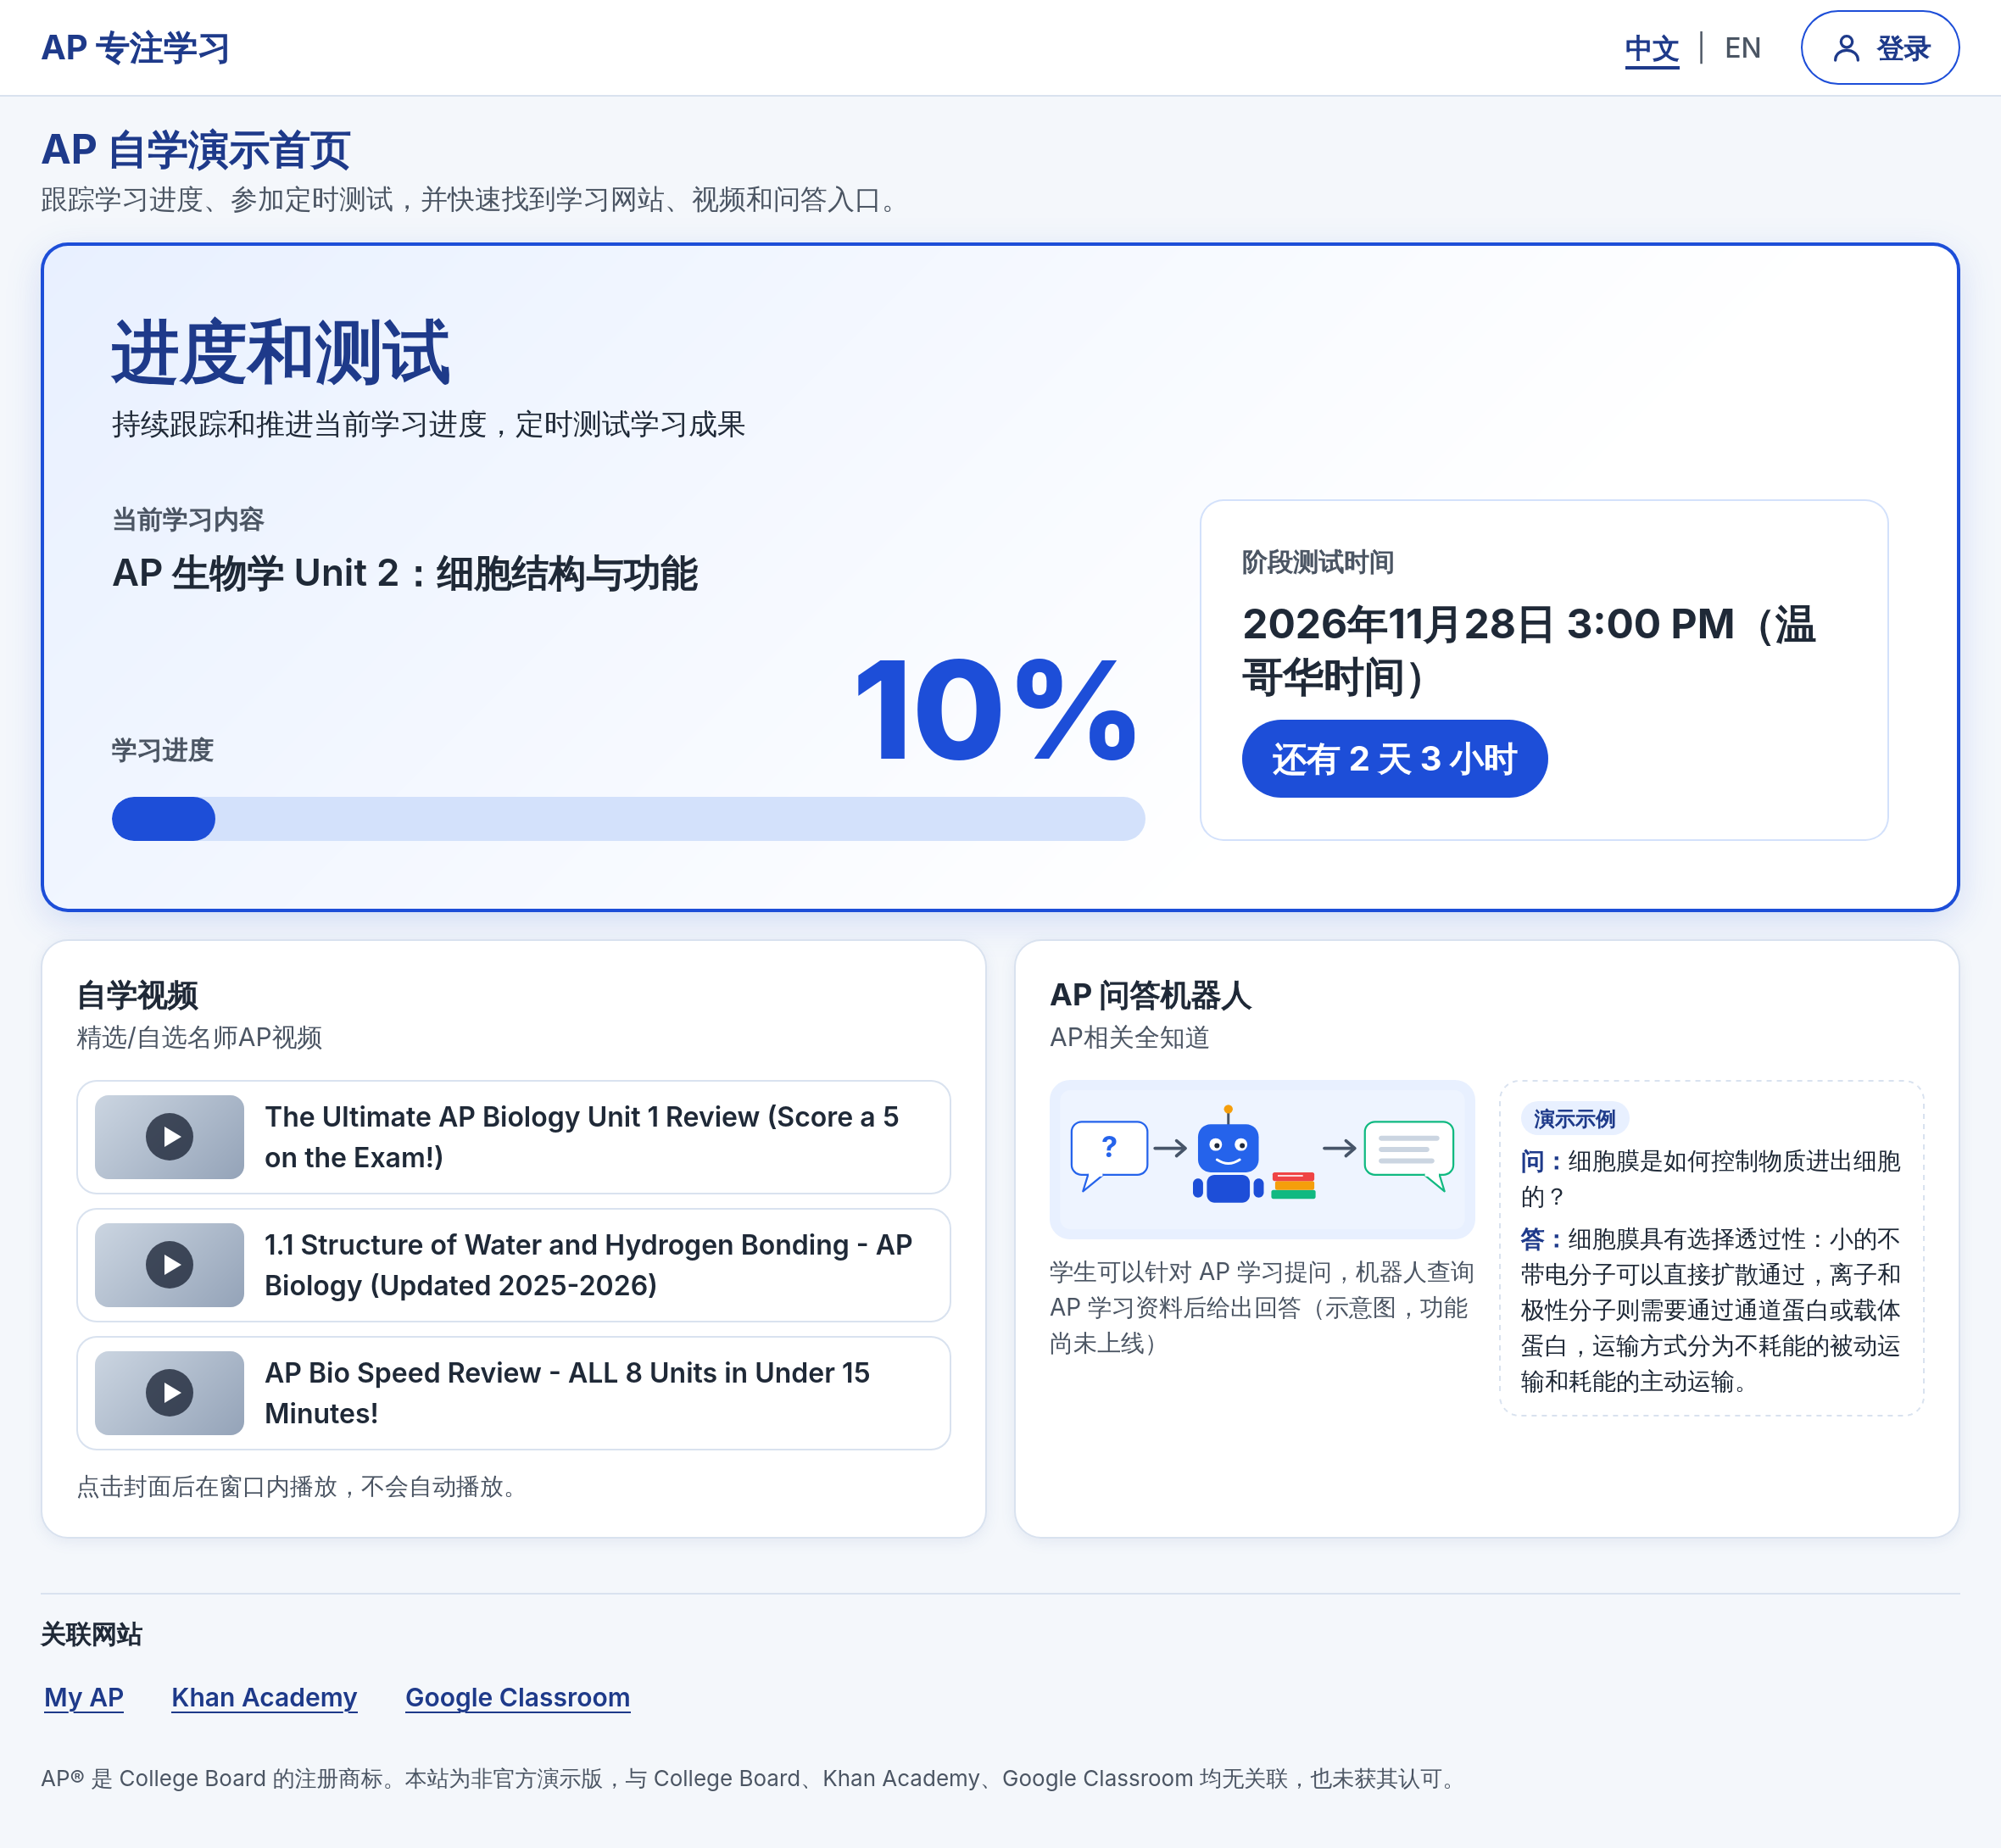 AP 专注学习
中文 | EN
登录
AP 自学演示首页
跟踪学习进度、参加定时测试，并快速找到学习网站、视频和问答入口。
进度和测试
持续跟踪和推进当前学习进度，定时测试学习成果
当前学习内容
AP 生物学 Unit 2：细胞结构与功能
学习进度
10%
阶段测试时间
2026年11月28日 3:00 PM（温
哥华时间）
还有 2 天 3 小时
自学视频
精选/自选名师AP视频
The Ultimate AP Biology Unit 1 Review (Score a 5
on the Exam!)
1.1 Structure of Water and Hydrogen Bonding - AP
Biology (Updated 2025-2026)
AP Bio Speed Review - ALL 8 Units in Under 15
Minutes!
点击封面后在窗口内播放，不会自动播放。
AP 问答机器人
AP相关全知道
?
学生可以针对 AP 学习提问，机器人查询
AP 学习资料后给出回答（示意图，功能
尚未上线）
演示示例
问：细胞膜是如何控制物质进出细胞
的？
答：细胞膜具有选择透过性：小的不
带电分子可以直接扩散通过，离子和
极性分子则需要通过通道蛋白或载体
蛋白，运输方式分为不耗能的被动运
输和耗能的主动运输。
关联网站
My AP
Khan Academy
Google Classroom
AP® 是 College Board 的注册商标。本站为非官方演示版，与 College Board、Khan Academy、Google Classroom 均无关联，也未获其认可。